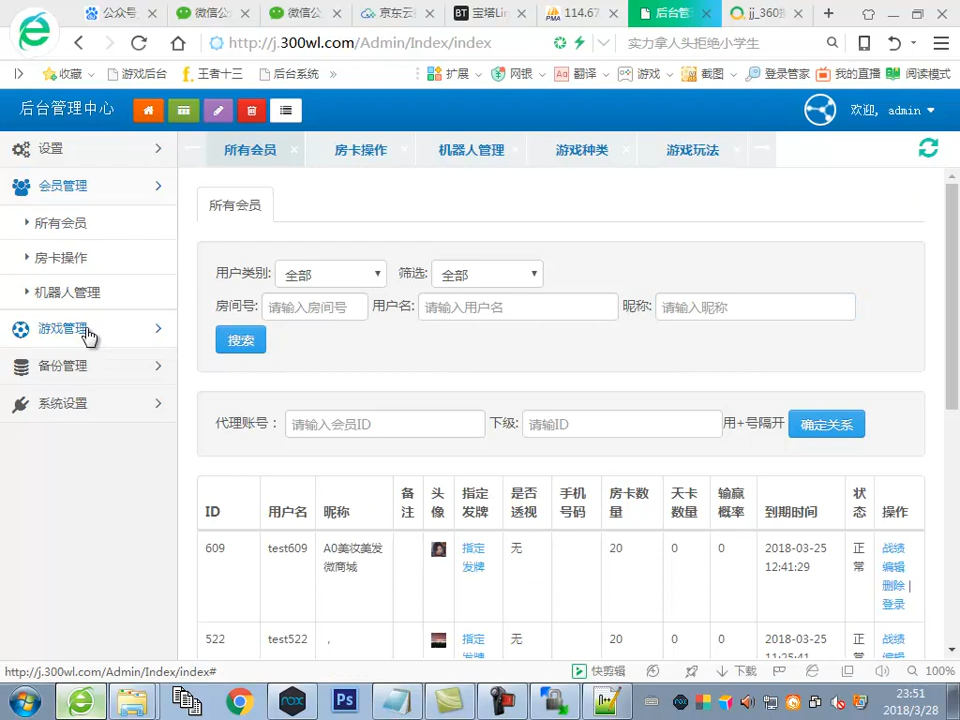 公众号
微信公
微信公
京东云
BT 宝塔Lin
PMA 114.67
后台管
jj_360
http://j.300wl.com/Admin/Index/index
实力拿人头拒绝小学生
收藏
游戏后台
王者十三
后台系统
»
扩展
网银
Aa 翻译
游戏
截图
登录管家
我的直播
阅读模式
后台管理中心
欢迎, admin
设置
会员管理
所有会员
房卡操作
机器人管理
游戏管理
备份管理
系统设置
所有会员
房卡操作
机器人管理
游戏种类
游戏玩法
所有会员
用户类别: 全部 筛选: 全部
房间号: 请输入房间号 用户名: 请输入用户名 昵称: 请输入昵称
搜索
代理账号： 请输入会员ID 下级: 请输ID 用+号隔开 确定关系
ID 用户名 昵称 备注 头像 指定发牌 是否透视 手机号码 房卡数量 天卡数量 输赢概率 到期时间 状态 操作
609 test609 A0美妆美发微商城 指定发牌 无 20 0 0 2018-03-25 12:41:29 正常 战绩 编辑 删除 | 登录
522 test522 , 指定发牌 无 20 0 0 2018-03-25 11:25:41 正常 战绩 编辑
http://j.300wl.com/Admin/Index/index#
快剪辑
下载
100%
Ps
23:51
2018/3/28